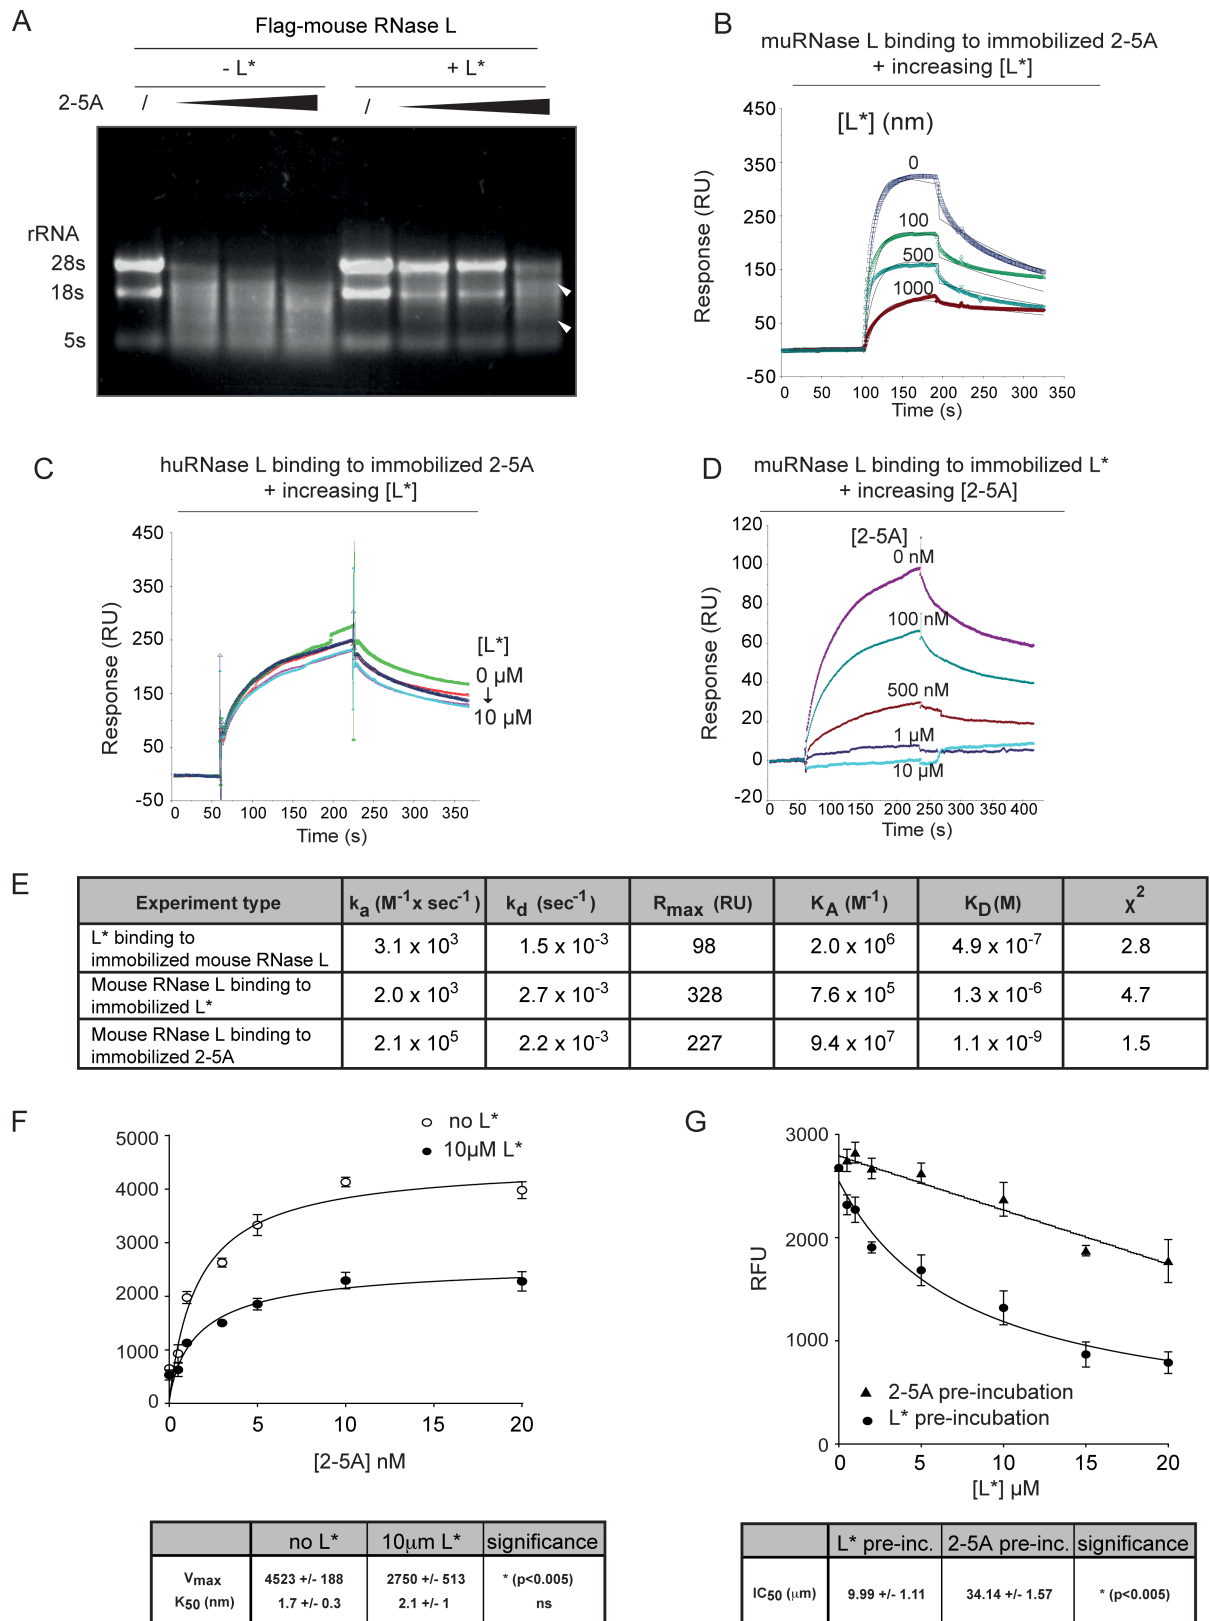 A
Flag-mouse RNase L
- L*
+ L*
2-5A
/
/
rRNA
28s
18s
5s
B
muRNase L binding to immobilized 2-5A
+ increasing [L*]
[L*] (nm)
0
100
500
1000
Response (RU)
450
350
250
150
50
-50
0 50 100 150 200 250 300 350
Time (s)
C
huRNase L binding to immobilized 2-5A
+ increasing [L*]
Response (RU)
450
350
250
150
50
-50
[L*]
0 µM
10 µM
0 50 100 150 200 250 300 350
Time (s)
D
muRNase L binding to immobilized L*
+ increasing [2-5A]
Response (RU)
120
100
80
60
40
20
0
-20
[2-5A]
0 nM
100 nM
500 nM
1 µM
10 µM
0 50 100 150 200 250 300 350 400
Time (s)
E
Experiment type k_a (M⁻¹x sec⁻¹) k_d (sec⁻¹) R_max (RU) K_A (M⁻¹) K_D(M) χ²
L* binding to
immobilized mouse RNase L 3.1 x 10³ 1.5 x 10⁻³ 98 2.0 x 10⁶ 4.9 x 10⁻⁷ 2.8
Mouse RNase L binding to
immobilized L* 2.0 x 10³ 2.7 x 10⁻³ 328 7.6 x 10⁵ 1.3 x 10⁻⁶ 4.7
Mouse RNase L binding to
immobilized 2-5A 2.1 x 10⁵ 2.2 x 10⁻³ 227 9.4 x 10⁷ 1.1 x 10⁻⁹ 1.5
F
no L*
10µM L*
5000
4000
3000
2000
1000
0
0 5 10 15 20
[2-5A] nM
no L* 10µm L* significance
V_max 4523 +/- 188 2750 +/- 513 * (p<0.005)
K₅₀ (nm) 1.7 +/- 0.3 2.1 +/- 1 ns
G
RFU
3000
2000
1000
0
2-5A pre-incubation
L* pre-incubation
0 5 10 15 20
[L*] µM
L* pre-inc. 2-5A pre-inc. significance
IC₅₀ (µm) 9.99 +/- 1.11 34.14 +/- 1.57 * (p<0.005)